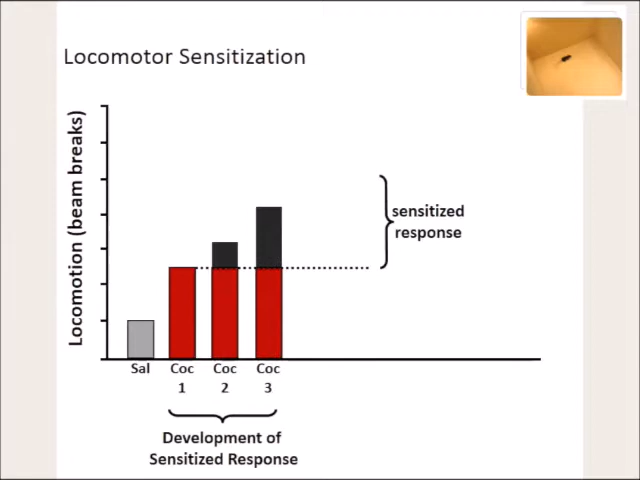 Locomotor Sensitization
Locomotion (beam breaks)
sensitized
response
Sal Coc Coc Coc
1 2 3
Development of
Sensitized Response